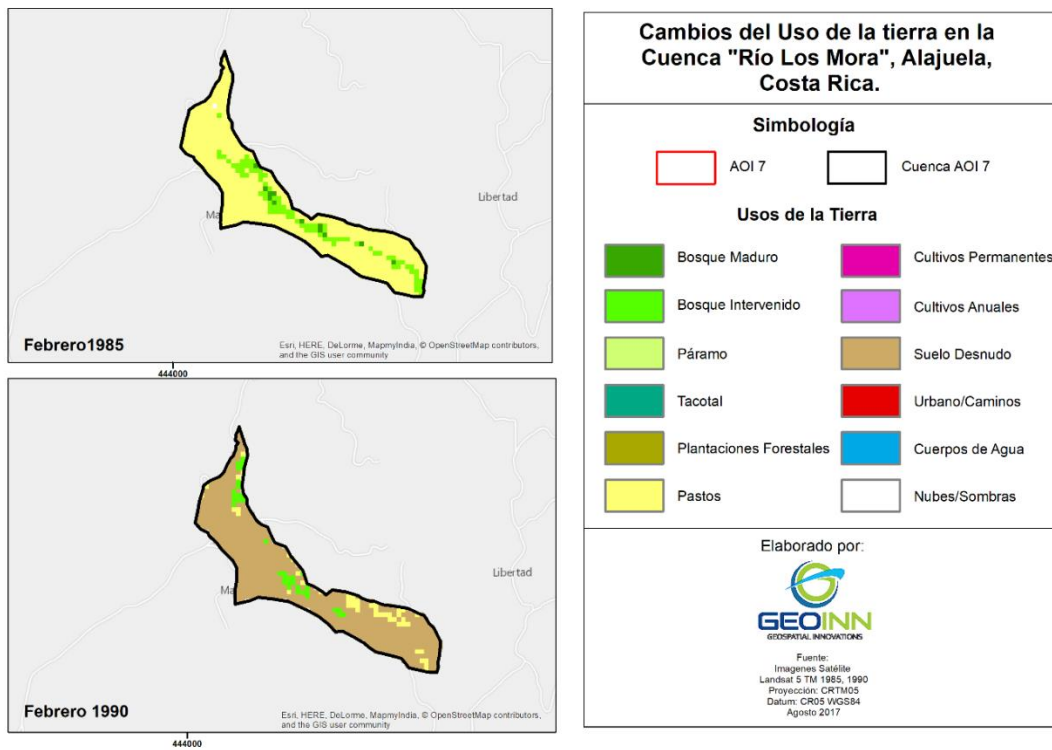 Ma
Libertad
Febrero1985
Esri, HERE, DeLorme, MapmyIndia, © OpenStreetMap contributors,
and the GIS user community
444000
Ma
Libertad
Febrero 1990
Esri, HERE, DeLorme, MapmyIndia, © OpenStreetMap contributors,
and the GIS user community
444000
Cambios del Uso de la tierra en la
Cuenca "Río Los Mora", Alajuela,
Costa Rica.
Simbología
AOI 7
Cuenca AOI 7
Usos de la Tierra
Bosque Maduro
Cultivos Permanentes
Bosque Intervenido
Cultivos Anuales
Páramo
Suelo Desnudo
Tacotal
Urbano/Caminos
Plantaciones Forestales
Cuerpos de Agua
Pastos
Nubes/Sombras
Elaborado por:
GEOINN
GEOSPATIAL INNOVATIONS
Fuente:
Imagenes Satélite
Landsat 5 TM 1985, 1990
Proyección: CRTM05
Datum: CR05 WGS84
Agosto 2017